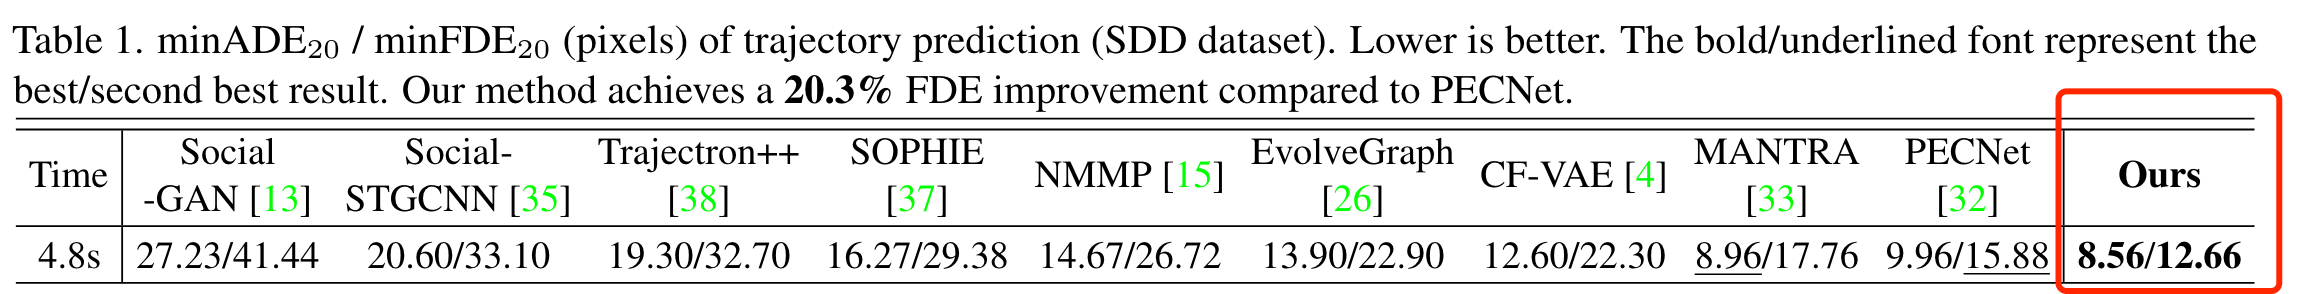 Table 1. minADE₂₀ / minFDE₂₀ (pixels) of trajectory prediction (SDD dataset). Lower is better. The bold/underlined font represent the
best/second best result. Our method achieves a 20.3% FDE improvement compared to PECNet.
Time | Social -GAN [13] | Social- STGCNN [35] | Trajectron++ [38] | SOPHIE [37] | NMMP [15] | EvolveGraph [26] | CF-VAE [4] | MANTRA [33] | PECNet [32] | Ours
4.8s | 27.23/41.44 | 20.60/33.10 | 19.30/32.70 | 16.27/29.38 | 14.67/26.72 | 13.90/22.90 | 12.60/22.30 | 8.96/17.76 | 9.96/15.88 | 8.56/12.66